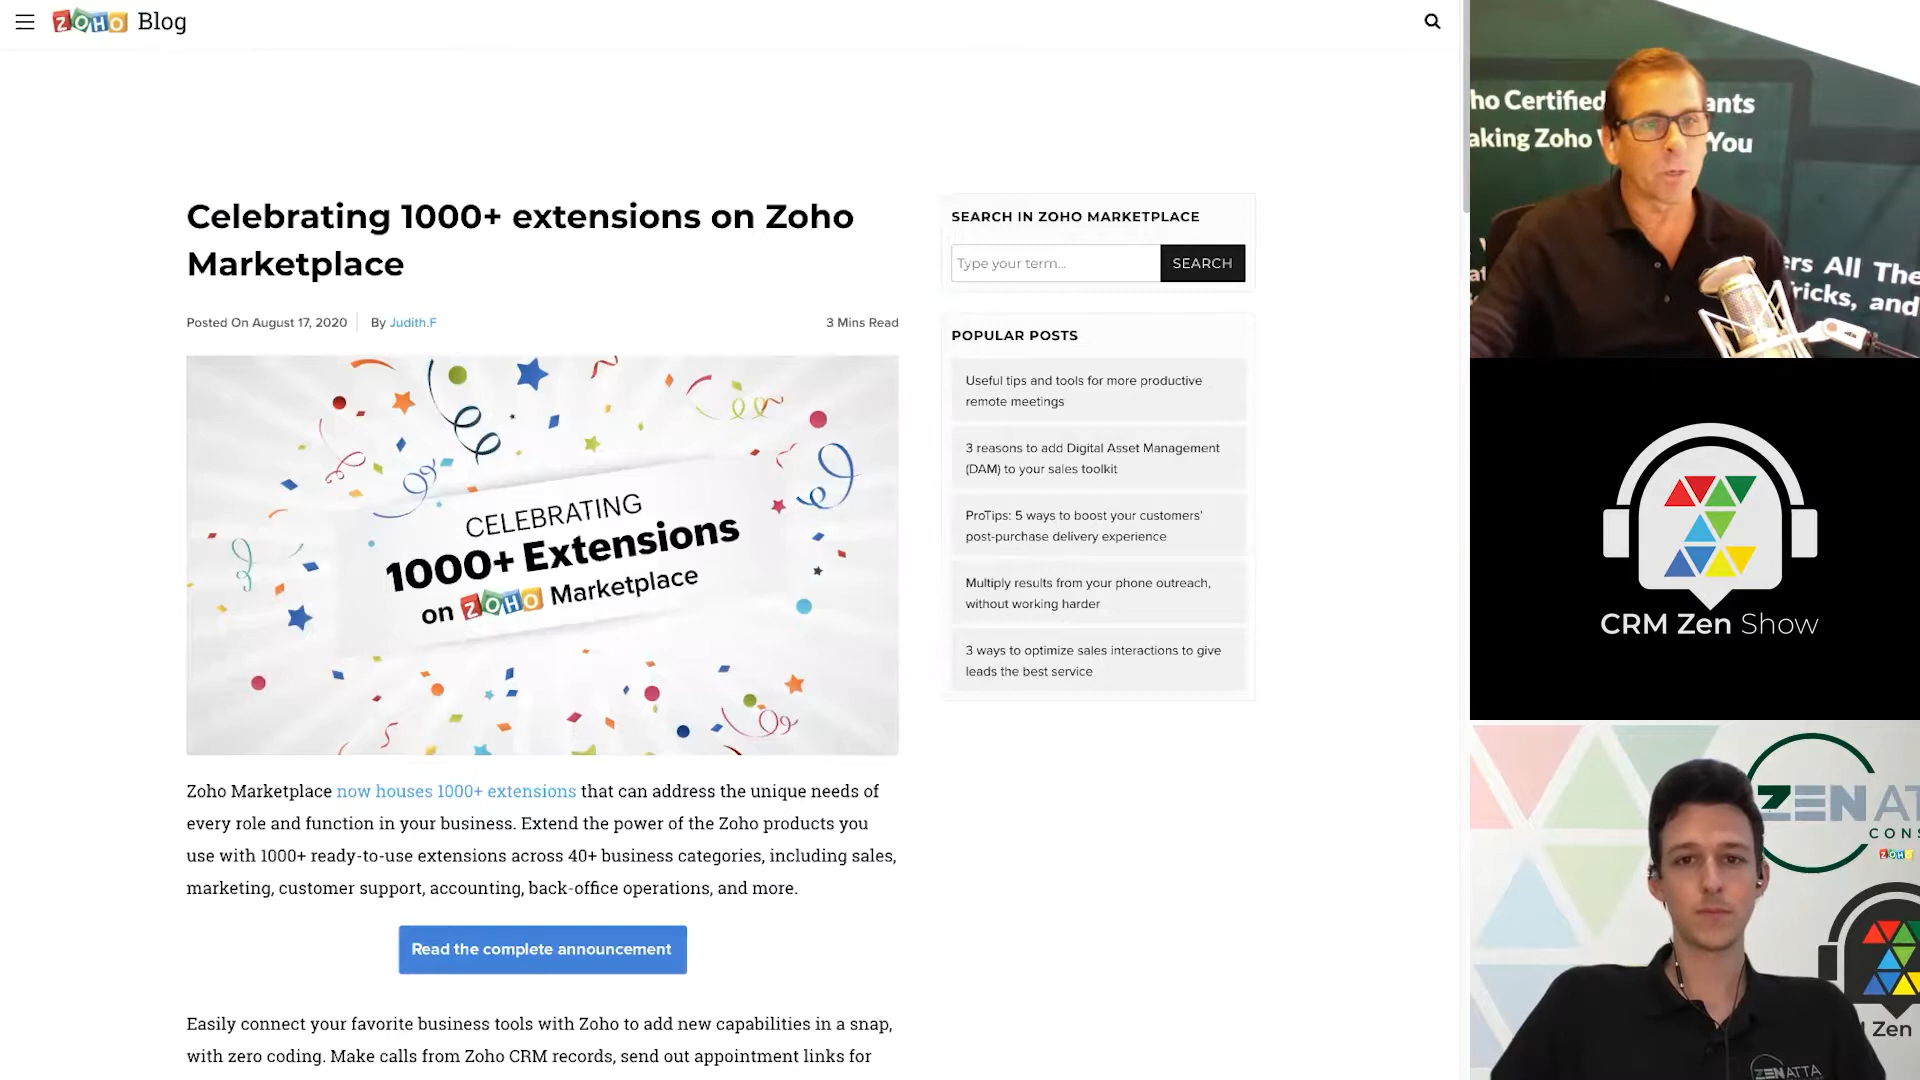 ZOHO Blog
Celebrating 1000+ extensions on Zoho
Marketplace
Posted On August 17, 2020
By Judith.F
3 Mins Read
CELEBRATING
1000+ Extensions
on ZOHO Marketplace
Zoho Marketplace now houses 1000+ extensions that can address the unique needs of
every role and function in your business. Extend the power of the Zoho products you
use with 1000+ ready-to-use extensions across 40+ business categories, including sales,
marketing, customer support, accounting, back-office operations, and more.
Read the complete announcement
Easily connect your favorite business tools with Zoho to add new capabilities in a snap,
with zero coding. Make calls from Zoho CRM records, send out appointment links for
SEARCH IN ZOHO MARKETPLACE
Type your term...
SEARCH
POPULAR POSTS
Useful tips and tools for more productive
remote meetings
3 reasons to add Digital Asset Management
(DAM) to your sales toolkit
ProTips: 5 ways to boost your customers'
post-purchase delivery experience
Multiply results from your phone outreach,
without working harder
3 ways to optimize sales interactions to give
leads the best service
ho Certified ants
aking Zoho You
ers All The
ricks, and
CRM Zen Show
ZENAT
CONS
ZOHO
Zen
ZENATTA